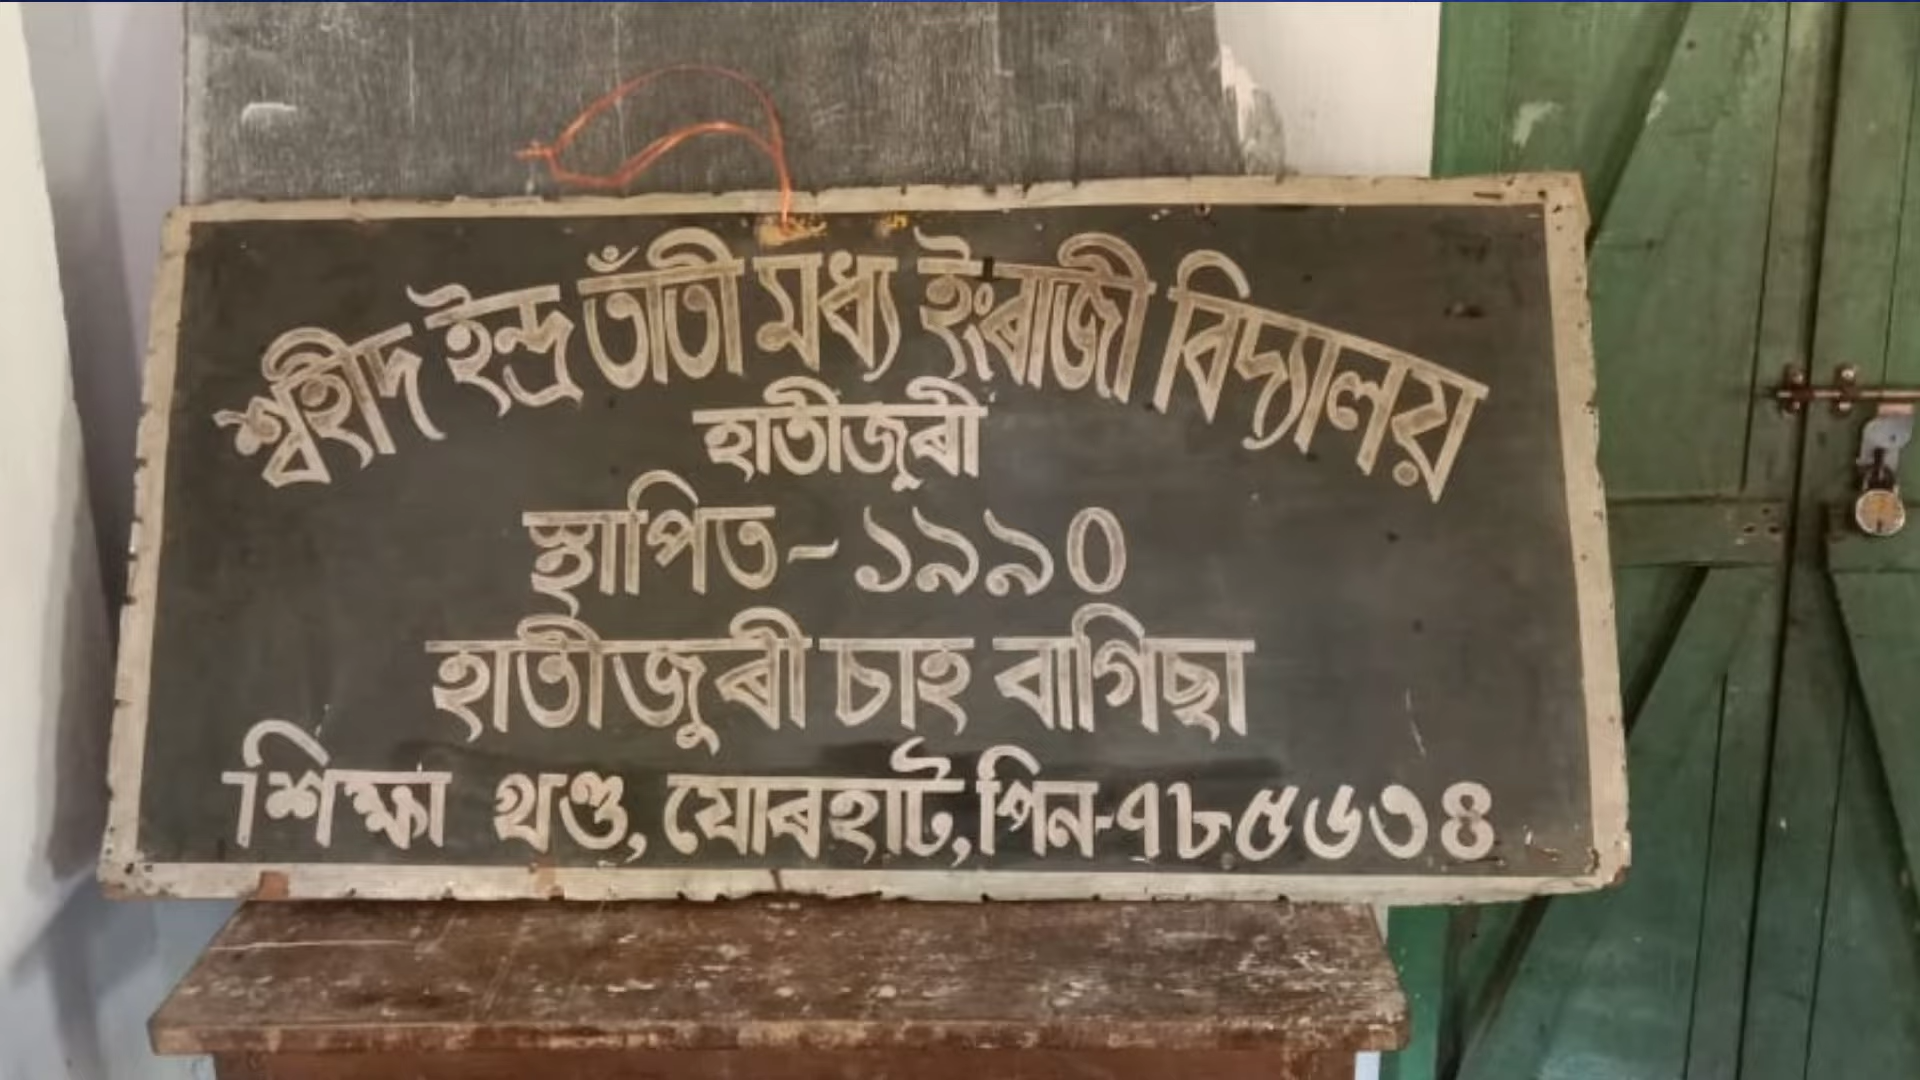 শ্বহীদ ইন্দ্র তাঁতী মধ্য ইংৰাজী বিদ্যালয়
হাতীজুৰী
স্থাপিত - ১৯৯০
হাতীজুৰী চাহ বাগিছা
শিক্ষা খণ্ড, যোৰহাট, পিন-৭৮৫৬৩৪